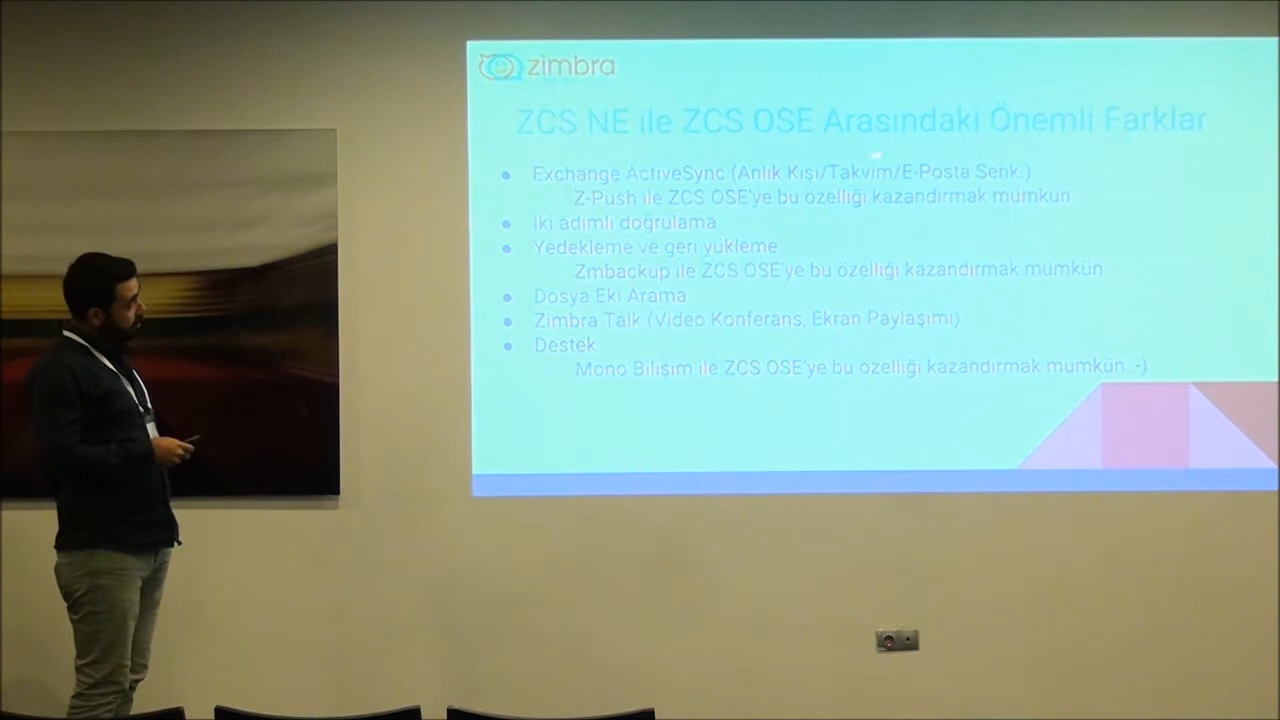 zimbra
ZCS NE ile ZCS OSE Arasındaki Önemli Farklar
Exchange ActiveSync (Anlık Kişi/Takvim/E-Posta Senk.)
Z-Push ile ZCS OSE'ye bu özelliği kazandırmak mümkün
İki adımlı doğrulama
Yedekleme ve geri yükleme
Zmbackup ile ZCS OSE'ye bu özelliği kazandırmak mümkün
Dosya Eki Arama
Zimbra Talk (Video Konferans, Ekran Paylaşımı)
Destek
Mono Bilişim ile ZCS OSE'ye bu özelliği kazandırmak mümkün :-)